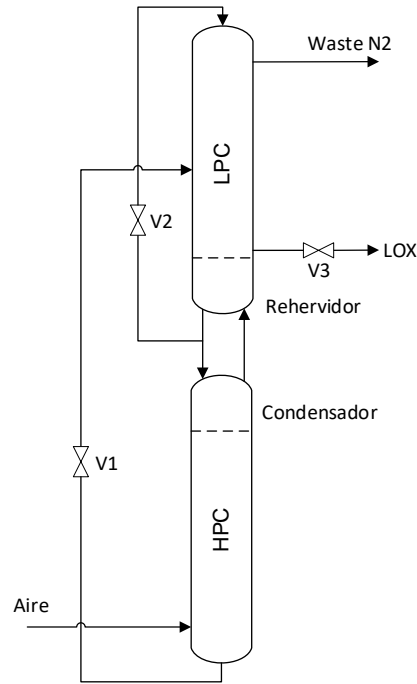 Waste N2
LPC
V2
LOX
V3
Rehervidor
Condensador
V1
HPC
Aire